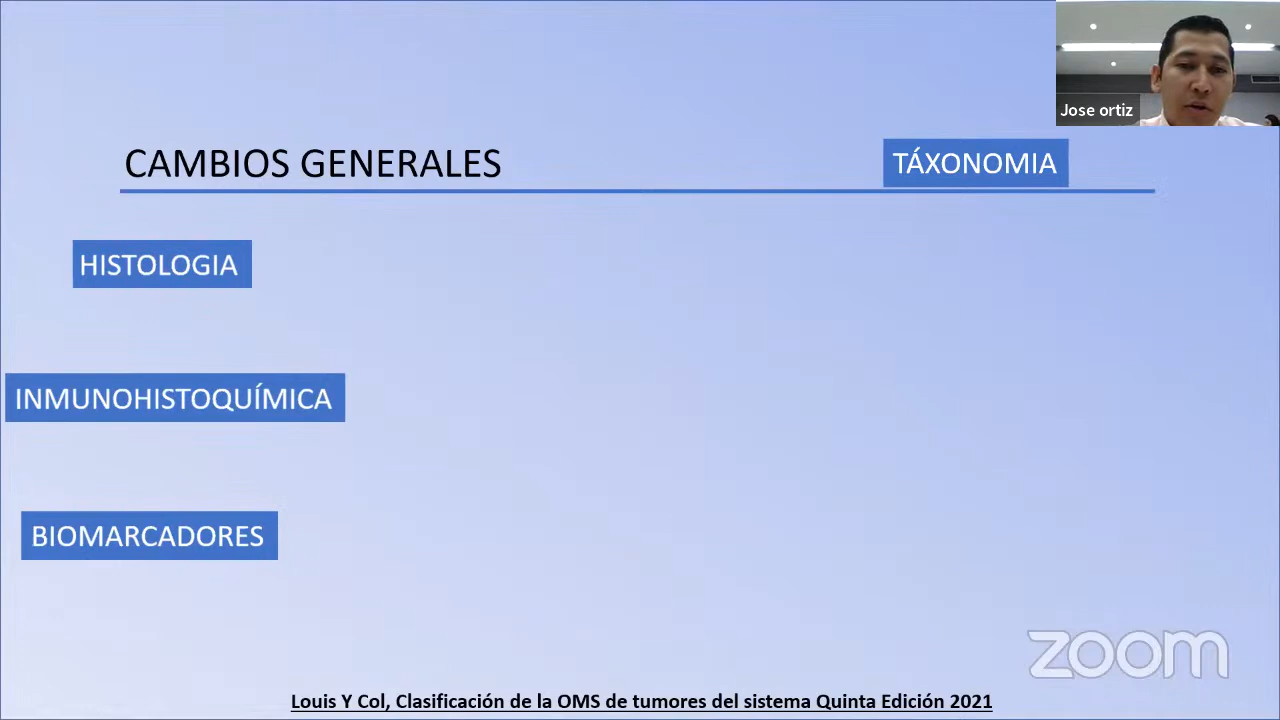 Jose ortiz
CAMBIOS GENERALES
TÁXONOMIA
HISTOLOGIA
INMUNOHISTOQUÍMICA
BIOMARCADORES
zoom
Louis Y Col, Clasificación de la OMS de tumores del sistema Quinta Edición 2021